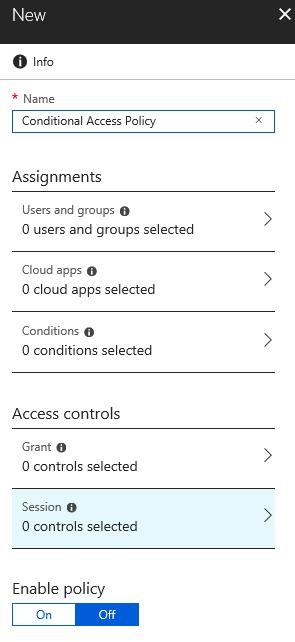 New
Info
* Name
Conditional Access Policy
Assignments
Users and groups
0 users and groups selected
Cloud apps
0 cloud apps selected
Conditions
0 conditions selected
Access controls
Grant
0 controls selected
Session
0 controls selected
Enable policy
On Off